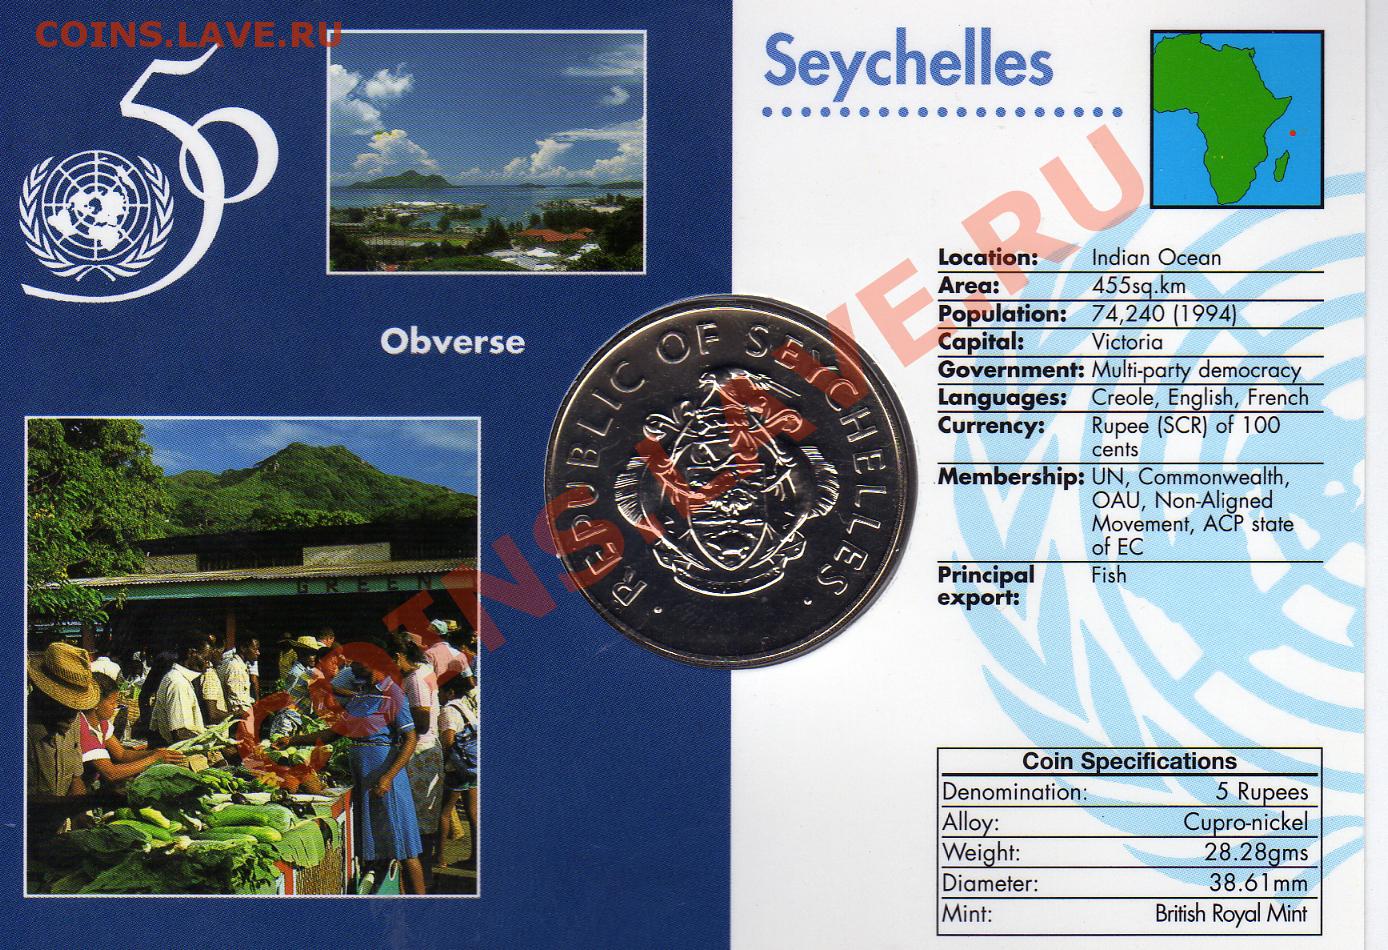 COINS.LAVE.RU
50
Seychelles
Obverse
REPUBLIC OF SEYCHELLES
GREEN
COINS.LAVE.RU
Location: Indian Ocean
Area: 455sq.km
Population: 74,240 (1994)
Capital: Victoria
Government: Multi-party democracy
Languages: Creole, English, French
Currency: Rupee (SCR) of 100
cents
Membership: UN, Commonwealth,
OAU, Non-Aligned
Movement, ACP state
of EC
Principal Fish
export:
Coin Specifications
Denomination: 5 Rupees
Alloy: Cupro-nickel
Weight: 28.28gms
Diameter: 38.61mm
Mint: British Royal Mint